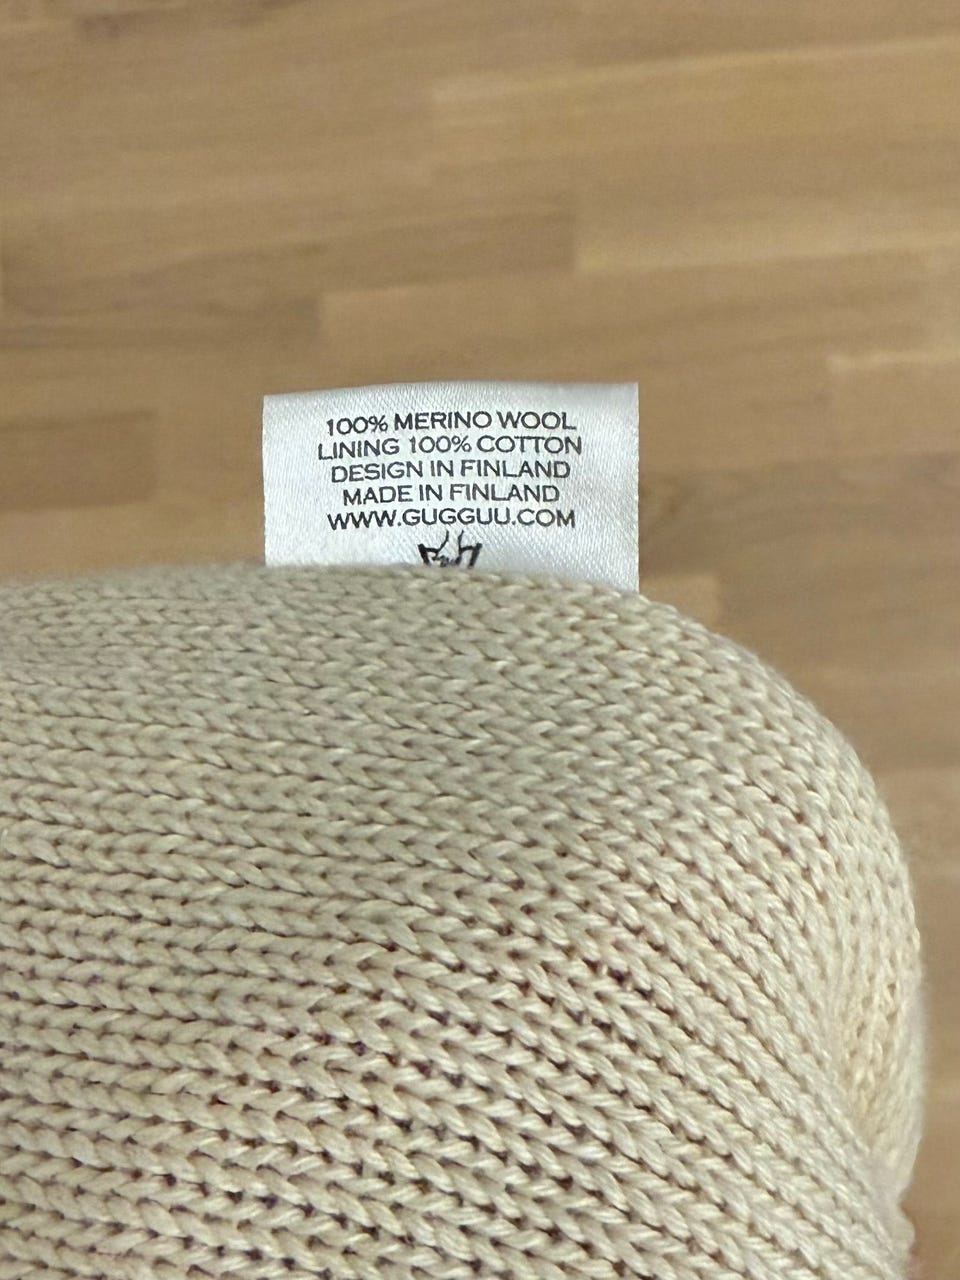 100% MERINO WOOL
LINING 100% COTTON
DESIGN IN FINLAND
MADE IN FINLAND
WWW.GUGGUU.COM